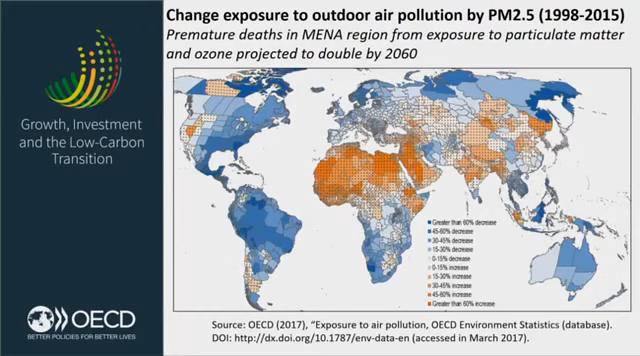 Change exposure to outdoor air pollution by PM2.5 (1998-2015)
Premature deaths in MENA region from exposure to particulate matter
and ozone projected to double by 2060
Growth, Investment
and the Low-Carbon
Transition
Greater than 60% decrease
45-60% decrease
30-45% decrease
15-30% decrease
0-15% decrease
0-15% increase
15-30% increase
30-45% increase
45-60% increase
Greater than 60% increase
OECD
BETTER POLICIES FOR BETTER LIVES
Source: OECD (2017), “Exposure to air pollution, OECD Environment Statistics (database).
DOI: http://dx.doi.org/10.1787/env-data-en (accessed in March 2017).